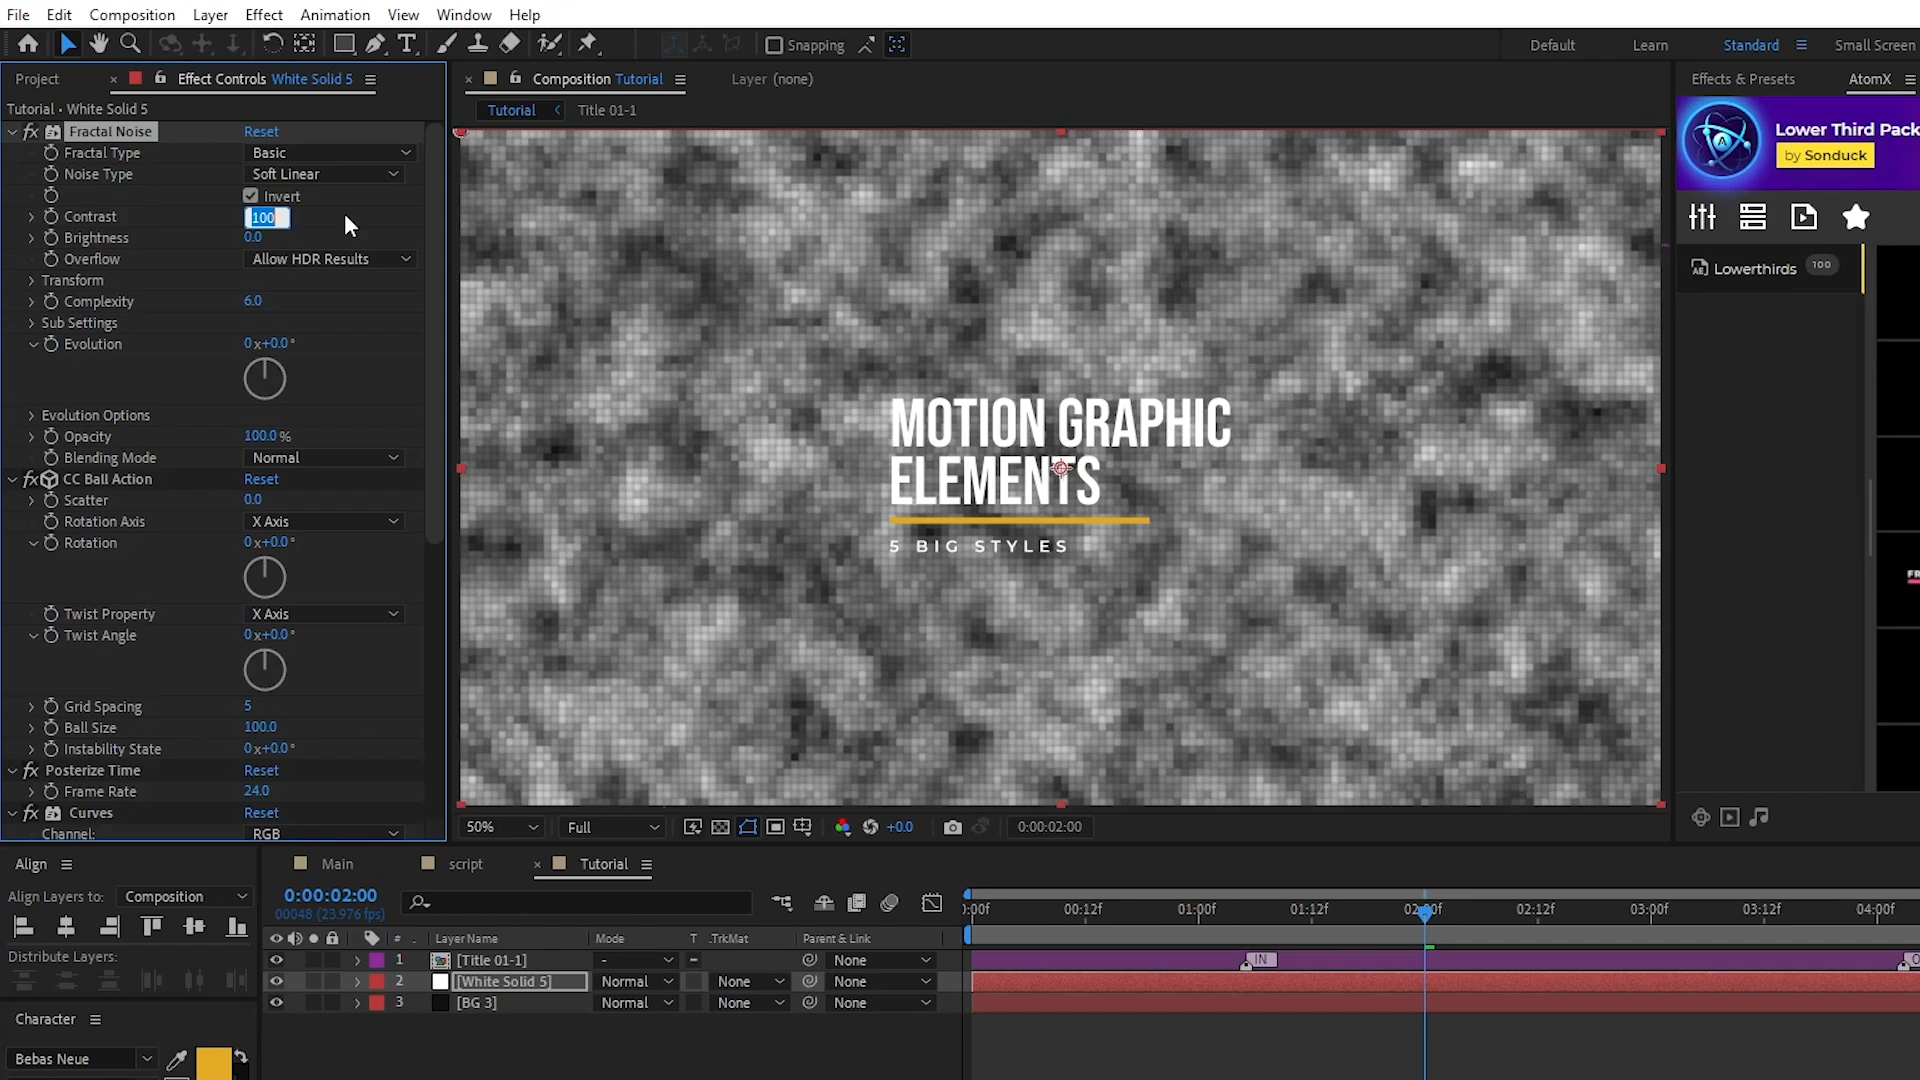 File Edit Composition Layer Effect Animation View Window Help
Snapping Default Learn Standard Small Screen
Project × Effect Controls White Solid 5 × Composition Tutorial Layer (none) Effects & Presets AtomX
Tutorial • White Solid 5
Tutorial Title 01-1
fx Fractal Noise Reset
Fractal Type Basic
Noise Type Soft Linear
Invert
Contrast 100
Brightness 0.0
Overflow Allow HDR Results
Transform
Complexity 6.0
Sub Settings
Evolution 0x+0.0°
Evolution Options
Opacity 100.0 %
Blending Mode Normal
fx CC Ball Action Reset
Scatter 0.0
Rotation Axis X Axis
Rotation 0x+0.0°
Twist Property X Axis
Twist Angle 0x+0.0°
Grid Spacing 5
Ball Size 100.0
Instability State 0x+0.0°
fx Posterize Time Reset
Frame Rate 24.0
fx Curves Reset
Channel: RGB
MOTION GRAPHIC
ELEMENTS
5 BIG STYLES
Lower Third Pack
by Sonduck
Lowerthirds 100
FR
50% Full +0.0 0:00:02:00
Align
Align Layers to: Composition
Distribute Layers:
Character
Bebas Neue
Main script × Tutorial
0:00:02:00
00048 (23.976 fps)
):00f 00:12f 01:00f 01:12f 02:00f 02:12f 03:00f 03:12f 04:00f
# Layer Name Mode T .TrkMat Parent & Link
1 [Title 01-1] - None IN
2 [White Solid 5] Normal None None
3 [BG 3] Normal None None